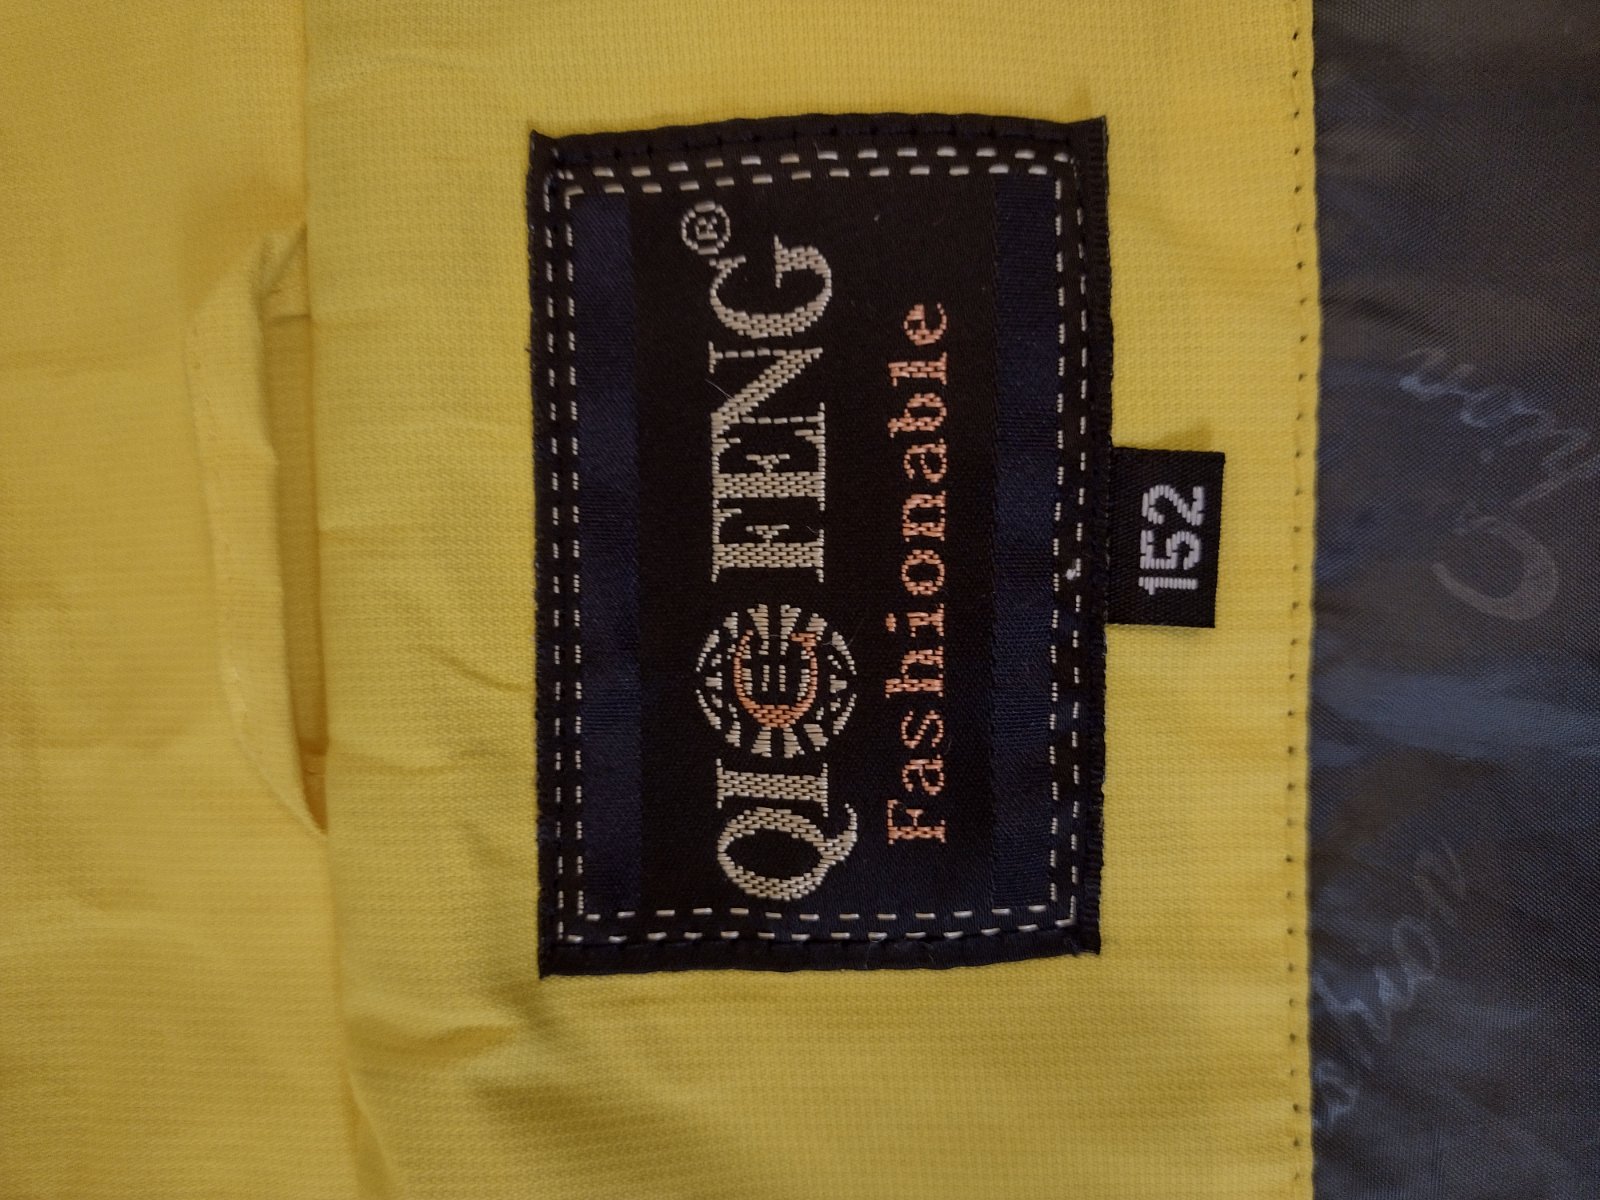 QI FENG®
Fashionable
152